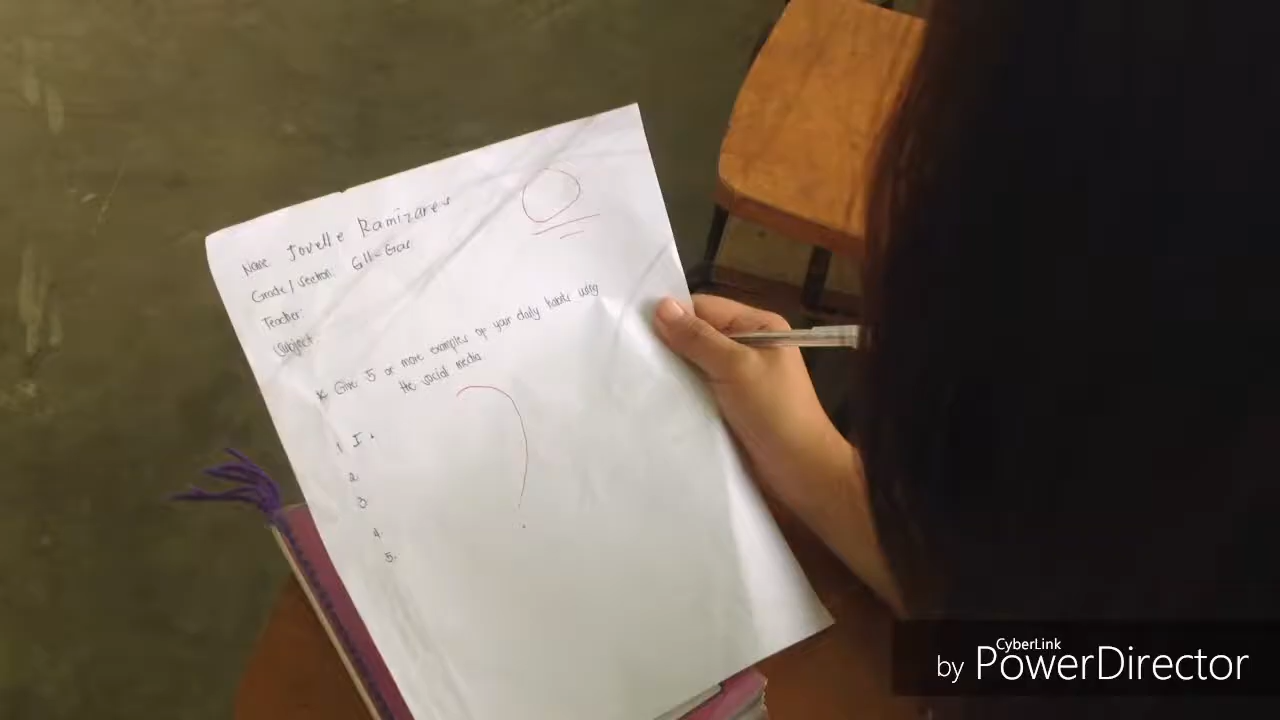 Name Jovelle Ramizares
Grade / Section: G11-Gas
Teacher:
Subject
* Give 5 or more examples of your daily habits using
the social media.
1. I.
2.
3.
4.
5.
?
CyberLink
by PowerDirector